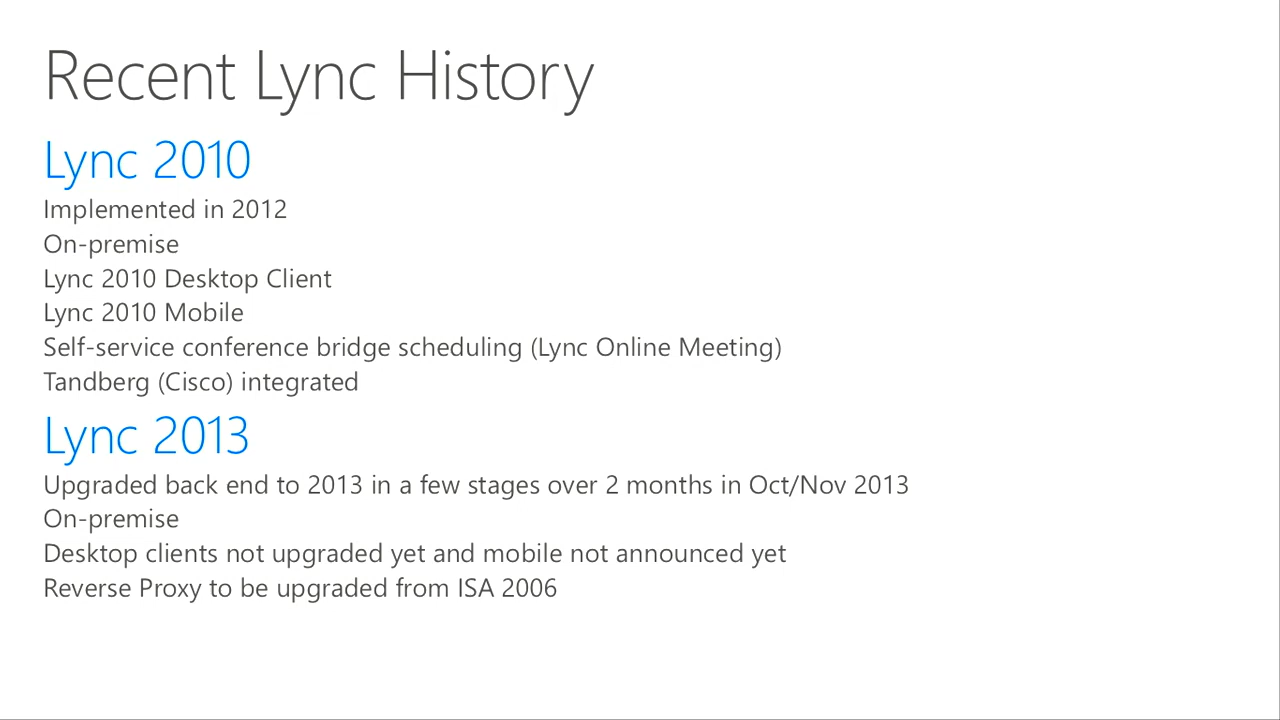 Recent Lync History
Lync 2010
Implemented in 2012
On-premise
Lync 2010 Desktop Client
Lync 2010 Mobile
Self-service conference bridge scheduling (Lync Online Meeting)
Tandberg (Cisco) integrated
Lync 2013
Upgraded back end to 2013 in a few stages over 2 months in Oct/Nov 2013
On-premise
Desktop clients not upgraded yet and mobile not announced yet
Reverse Proxy to be upgraded from ISA 2006